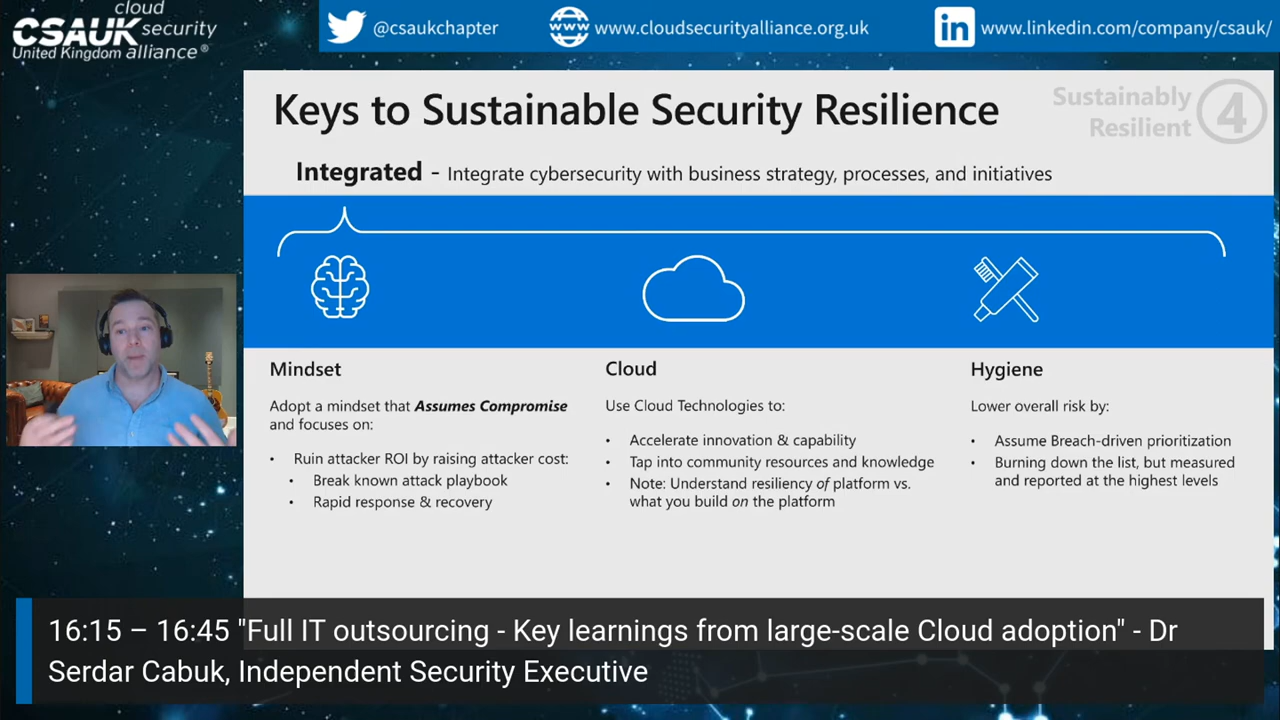 cloud
CSAUK security
United Kingdom alliance®
@csaukchapter
www.cloudsecurityalliance.org.uk
www.linkedin.com/company/csauk/
Keys to Sustainable Security Resilience
Sustainably
Resilient
4
Integrated - Integrate cybersecurity with business strategy, processes, and initiatives
Mindset
Adopt a mindset that Assumes Compromise
and focuses on:
• Ruin attacker ROI by raising attacker cost:
• Break known attack playbook
• Rapid response & recovery
Cloud
Use Cloud Technologies to:
• Accelerate innovation & capability
• Tap into community resources and knowledge
• Note: Understand resiliency of platform vs.
what you build on the platform
Hygiene
Lower overall risk by:
• Assume Breach-driven prioritization
• Burning down the list, but measured
and reported at the highest levels
16:15 – 16:45 "Full IT outsourcing - Key learnings from large-scale Cloud adoption" - Dr
Serdar Cabuk, Independent Security Executive